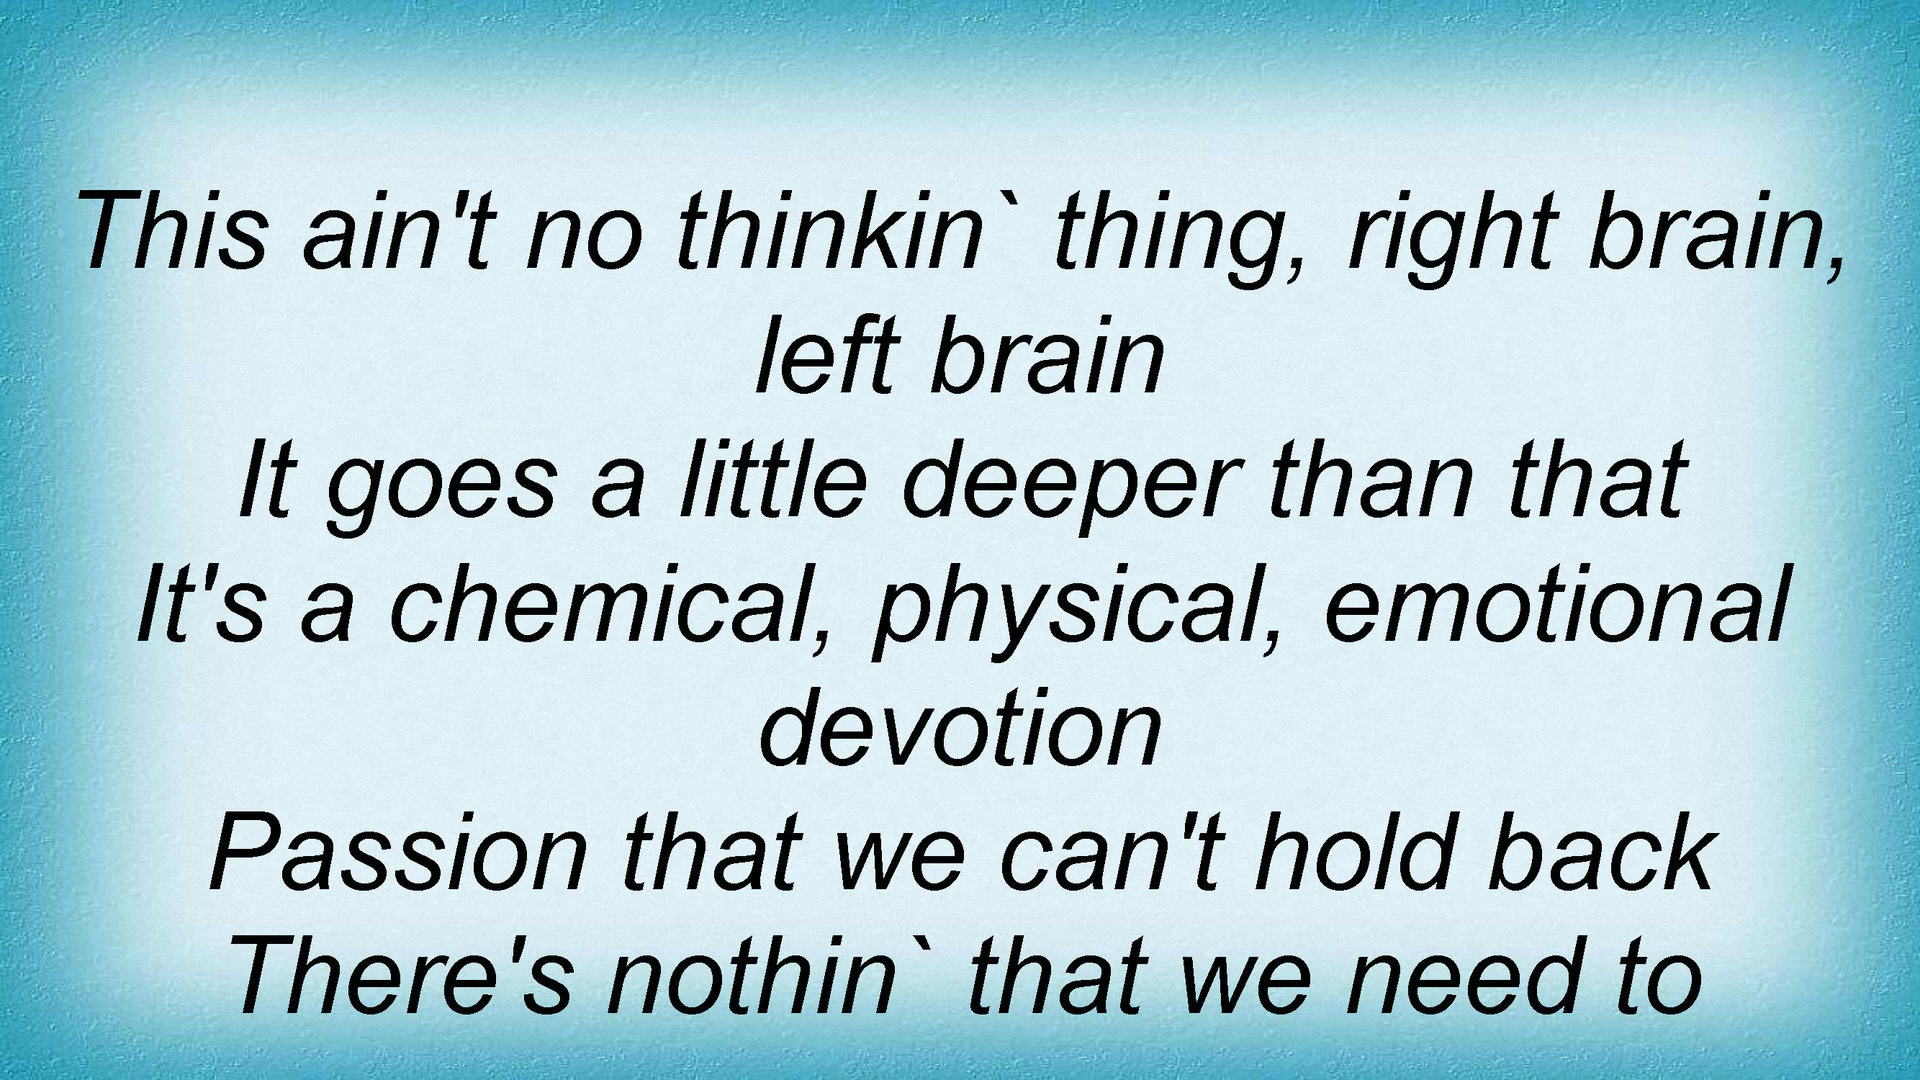 This ain't no thinkin` thing, right brain,
left brain
It goes a little deeper than that
It's a chemical, physical, emotional
devotion
Passion that we can't hold back
There's nothin` that we need to